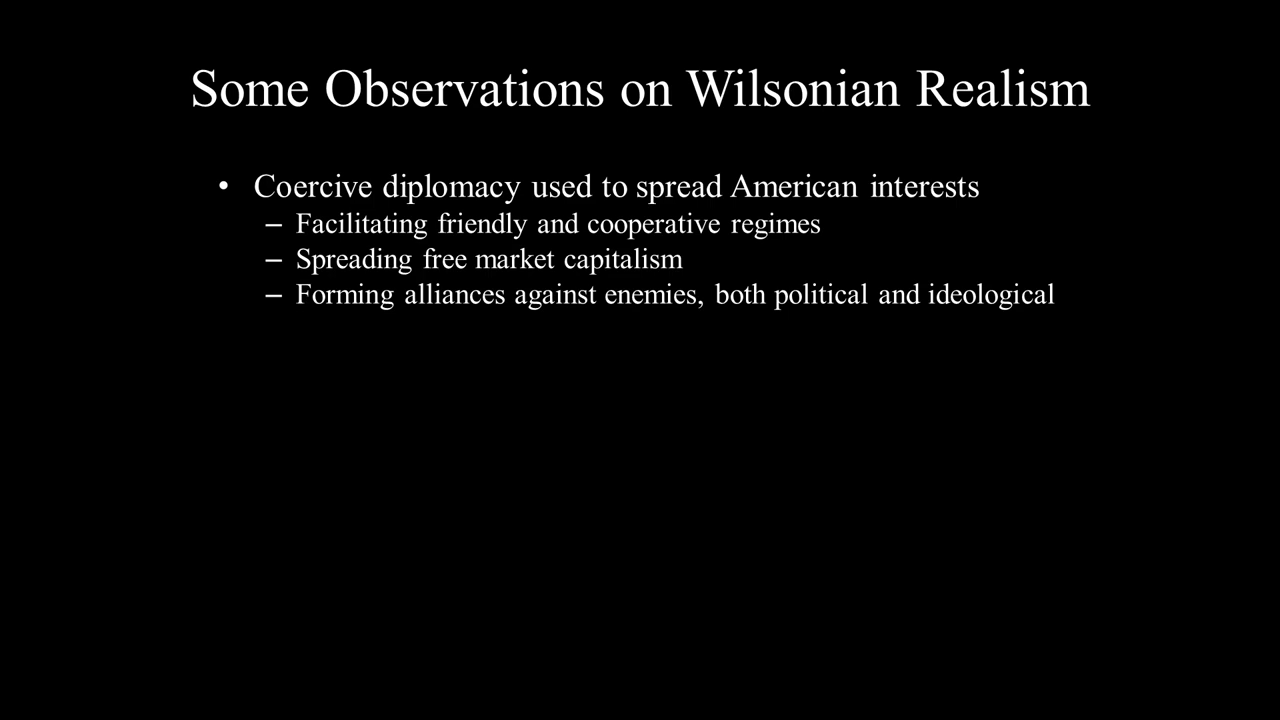 Some Observations on Wilsonian Realism
• Coercive diplomacy used to spread American interests
– Facilitating friendly and cooperative regimes
– Spreading free market capitalism
– Forming alliances against enemies, both political and ideological